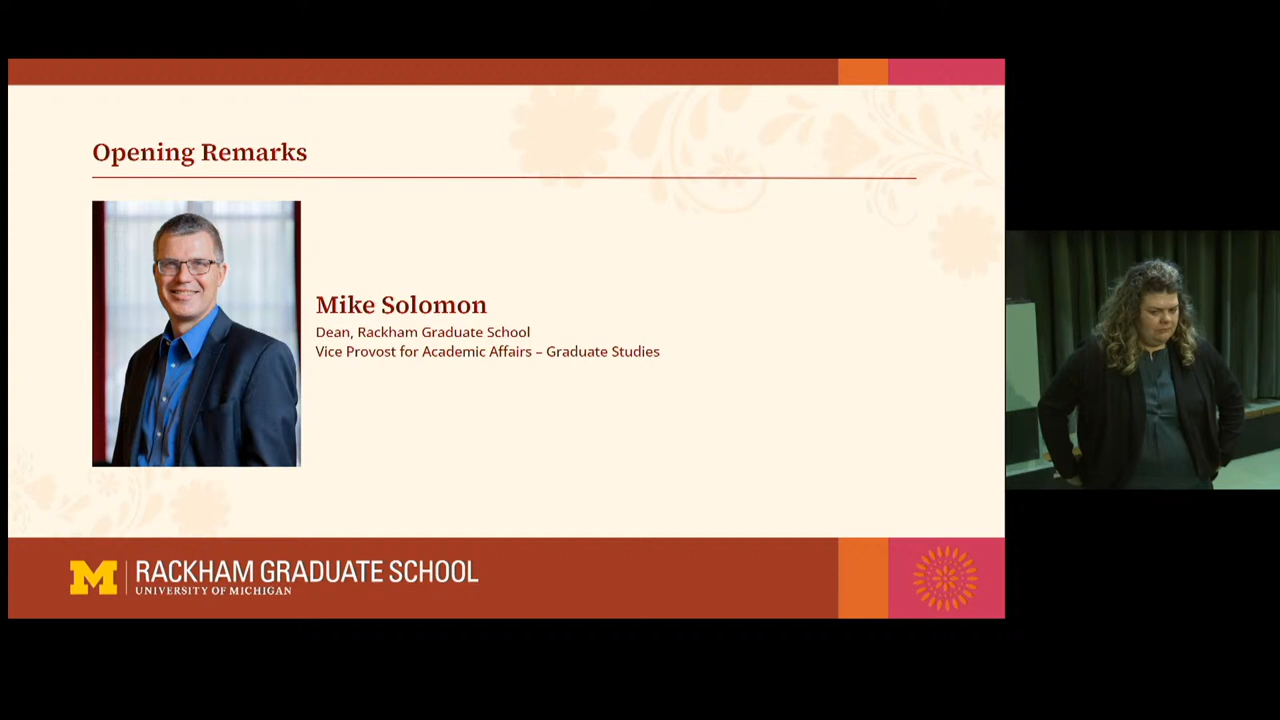 Opening Remarks
Mike Solomon
Dean, Rackham Graduate School
Vice Provost for Academic Affairs – Graduate Studies
M
RACKHAM GRADUATE SCHOOL
UNIVERSITY OF MICHIGAN